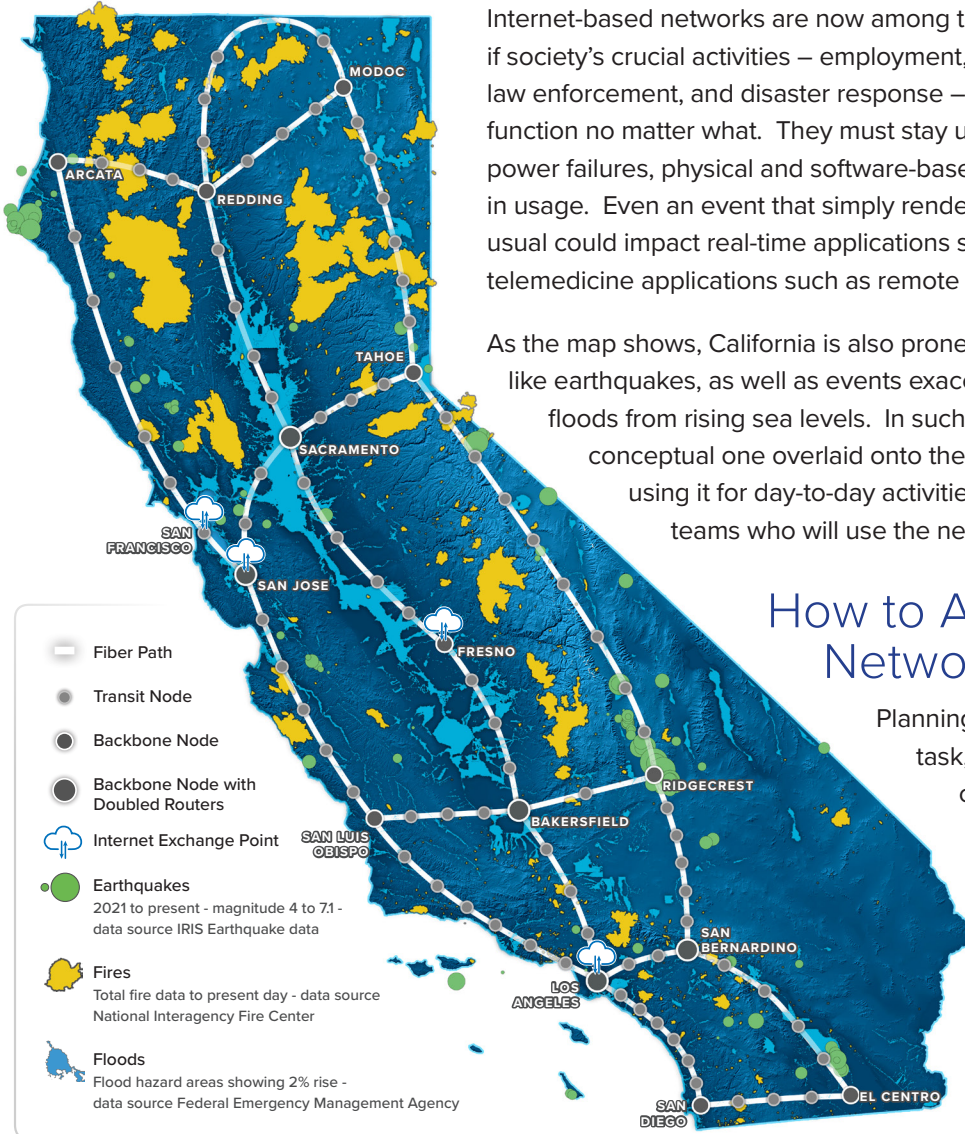 Internet-based networks are now among t
if society's crucial activities – employment,
law enforcement, and disaster response –
function no matter what. They must stay u
power failures, physical and software-base
in usage. Even an event that simply rende
usual could impact real-time applications s
telemedicine applications such as remote
As the map shows, California is also prone
like earthquakes, as well as events exace
floods from rising sea levels. In such
conceptual one overlaid onto the
using it for day-to-day activitie
teams who will use the ne
How to A
Netwo
Planning
task,
MODOC
ARCATA
REDDING
TAHOE
SACRAMENTO
SAN
FRANCISCO
SAN JOSE
FRESNO
RIDGECREST
BAKERSFIELD
SAN LUIS
OBISPO
SAN
BERNARDINO
LOS
ANGELES
SAN
DIEGO
EL CENTRO
Fiber Path
Transit Node
Backbone Node
Backbone Node with
Doubled Routers
Internet Exchange Point
Earthquakes
2021 to present - magnitude 4 to 7.1 -
data source IRIS Earthquake data
Fires
Total fire data to present day - data source
National Interagency Fire Center
Floods
Flood hazard areas showing 2% rise -
data source Federal Emergency Management Agency